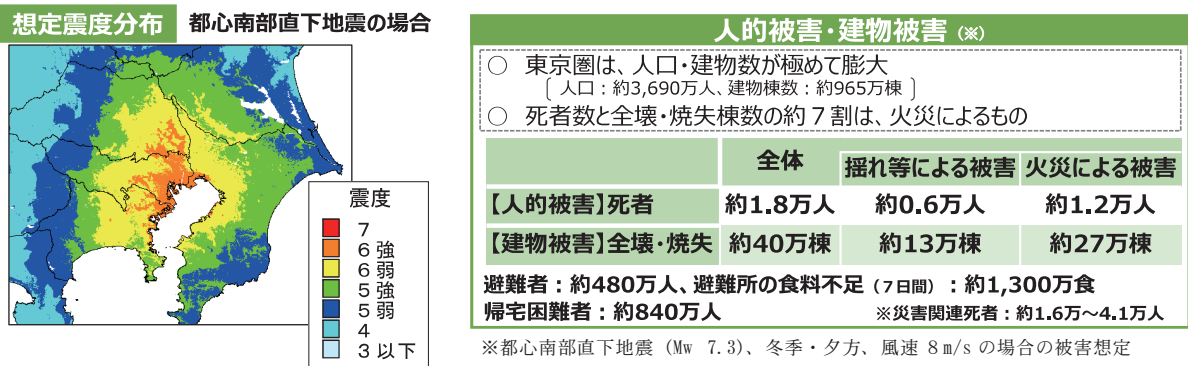 想定震度分布 都心南部直下地震の場合
震度
7
6強
6弱
5強
5弱
4
3以下
人的被害・建物被害（※）
○ 東京圏は、人口・建物数が極めて膨大
［ 人口：約3,690万人、建物棟数：約965万棟 ］
○ 死者数と全壊・焼失棟数の約７割は、火災によるもの
全体 揺れ等による被害 火災による被害
【人的被害】死者 約1.8万人 約0.6万人 約1.2万人
【建物被害】全壊・焼失 約40万棟 約13万棟 約27万棟
避難者：約480万人、避難所の食料不足（７日間）：約1,300万食
帰宅困難者：約840万人 ※災害関連死者：約1.6万～4.1万人
※都心南部直下地震（Mw 7.3）、冬季・夕方、風速８m/sの場合の被害想定